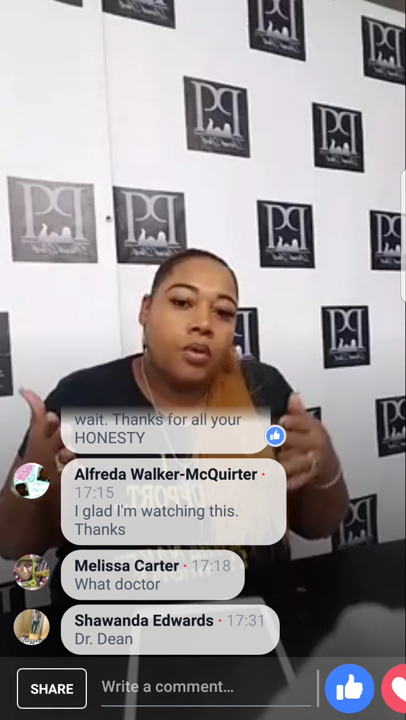 wait. Thanks for all your
HONESTY
Alfreda Walker-McQuirter ·
17:15
I glad I'm watching this.
Thanks
Melissa Carter · 17:18
What doctor
Shawanda Edwards · 17:31
Dr. Dean
SHARE
Write a comment...